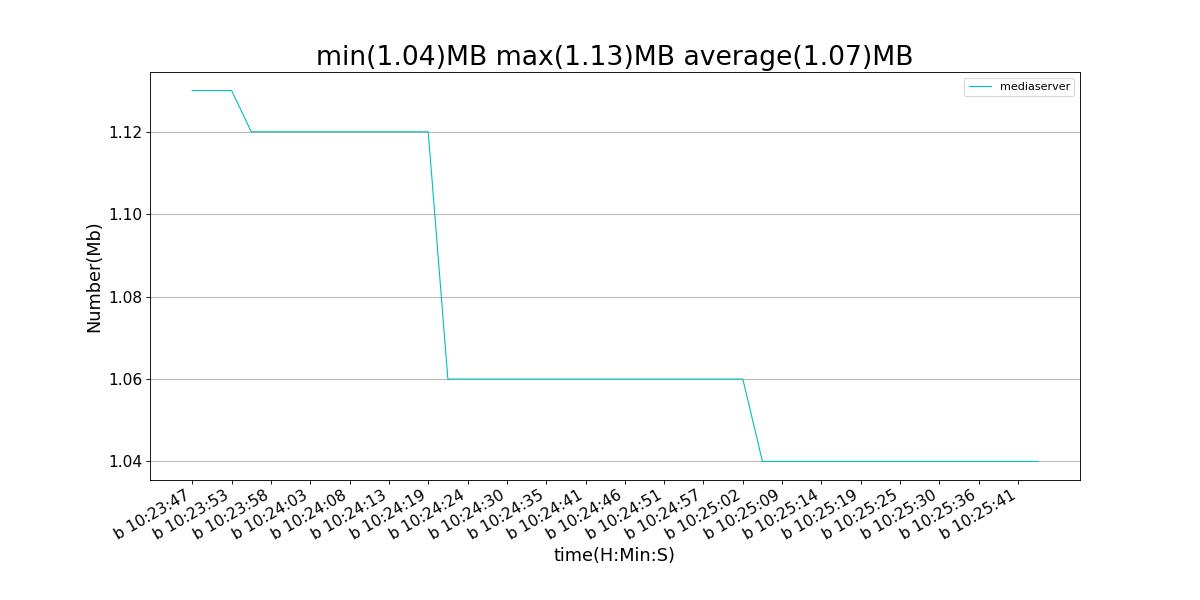 min(1.04)MB max(1.13)MB average(1.07)MB
mediaserver
Number(Mb)
1.12
1.10
1.08
1.06
1.04
b 10:23:47
b 10:23:53
b 10:23:58
b 10:24:03
b 10:24:08
b 10:24:13
b 10:24:19
b 10:24:24
b 10:24:30
b 10:24:35
b 10:24:41
b 10:24:46
b 10:24:51
b 10:24:57
b 10:25:02
b 10:25:09
b 10:25:14
b 10:25:19
b 10:25:25
b 10:25:30
b 10:25:36
b 10:25:41
time(H:Min:S)